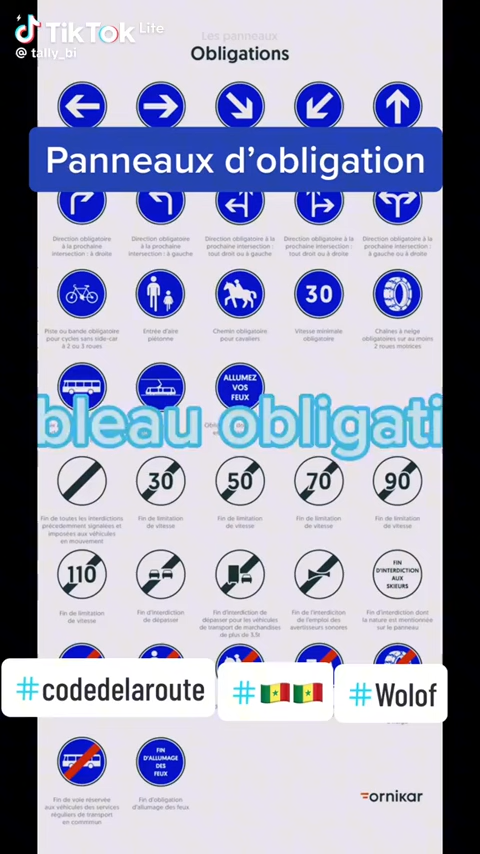 TikTok Life
@ tally_bi
Les panneaux
Obligations
Panneaux d'obligation
Direction obligatoire à la prochaine intersection : à droite
Direction obligatoire à la prochaine intersection : à gauche
Direction obligatoire à la prochaine intersection : tout droit ou à gauche
Direction obligatoire à la prochaine intersection : tout droit ou à droite
Direction obligatoire à la prochaine intersection : à gauche ou à droite
30
Piste ou bande obligatoire pour cycles sans side-car à 2 ou 3 roues
Entrée d'aire piétonne
Chemin obligatoire pour cavaliers
Vitesse minimale obligatoire
Chaînes à neige obligatoires sur au moins 2 roues motrices
ALLUMEZ
VOS
FEUX
bleau obligati
30
50
70
90
Fin de toutes les interdictions précédemment signalées et imposées aux véhicules en mouvement
Fin de limitation de vitesse
Fin de limitation de vitesse
Fin de limitation de vitesse
Fin de limitation de vitesse
110
FIN
D'INTERDICTION
AUX
SKIEURS
Fin de limitation de vitesse
Fin d'interdiction de dépasser
Fin d'interdiction de dépasser pour les véhicules de transport de marchandises de plus de 3,5t
Fin de l'interdiction de l'emploi des avertisseurs sonores
Fin d'interdiction dont la nature est mentionnée sur le panneau
#codedelaroute
#🇸🇳🇸🇳
#Wolof
FIN
D'ALLUMAGE
DES
FEUX
Fin de voie réservée aux véhicules des services réguliers de transport en commun
Fin d'obligation d'allumage des feux
ornikar